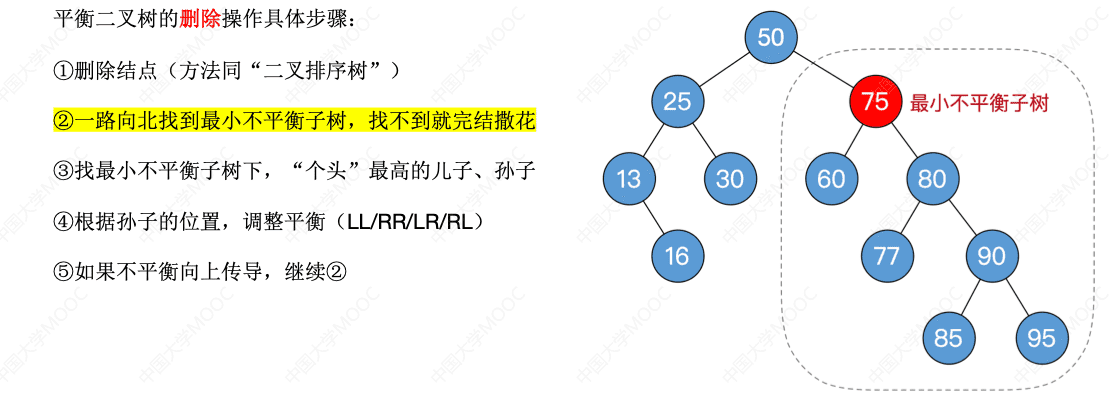 平衡二叉树的删除操作具体步骤：
①删除结点（方法同“二叉排序树”）
②一路向北找到最小不平衡子树，找不到就完结撒花
③找最小不平衡子树下，“个头”最高的儿子、孙子
④根据孙子的位置，调整平衡（LL/RR/LR/RL）
⑤如果不平衡向上传导，继续②
50
25
75 最小不平衡子树
13
30
60
80
16
77
90
85
95
中国大学MOOC